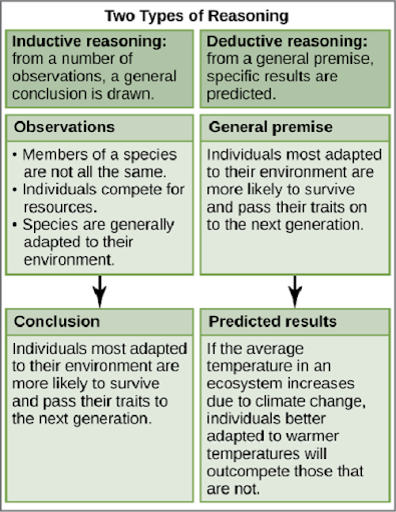 Two Types of Reasoning
Inductive reasoning:
from a number of
observations, a general
conclusion is drawn.
Deductive reasoning:
from a general premise,
specific results are
predicted.
Observations
• Members of a species
are not all the same.
• Individuals compete for
resources.
• Species are generally
adapted to their
environment.
General premise
Individuals most adapted
to their environment are
more likely to survive
and pass their traits on
to the next generation.
Conclusion
Individuals most adapted
to their environment are
more likely to survive
and pass their traits to
the next generation.
Predicted results
If the average
temperature in an
ecosystem increases
due to climate change,
individuals better
adapted to warmer
temperatures will
outcompete those that
are not.